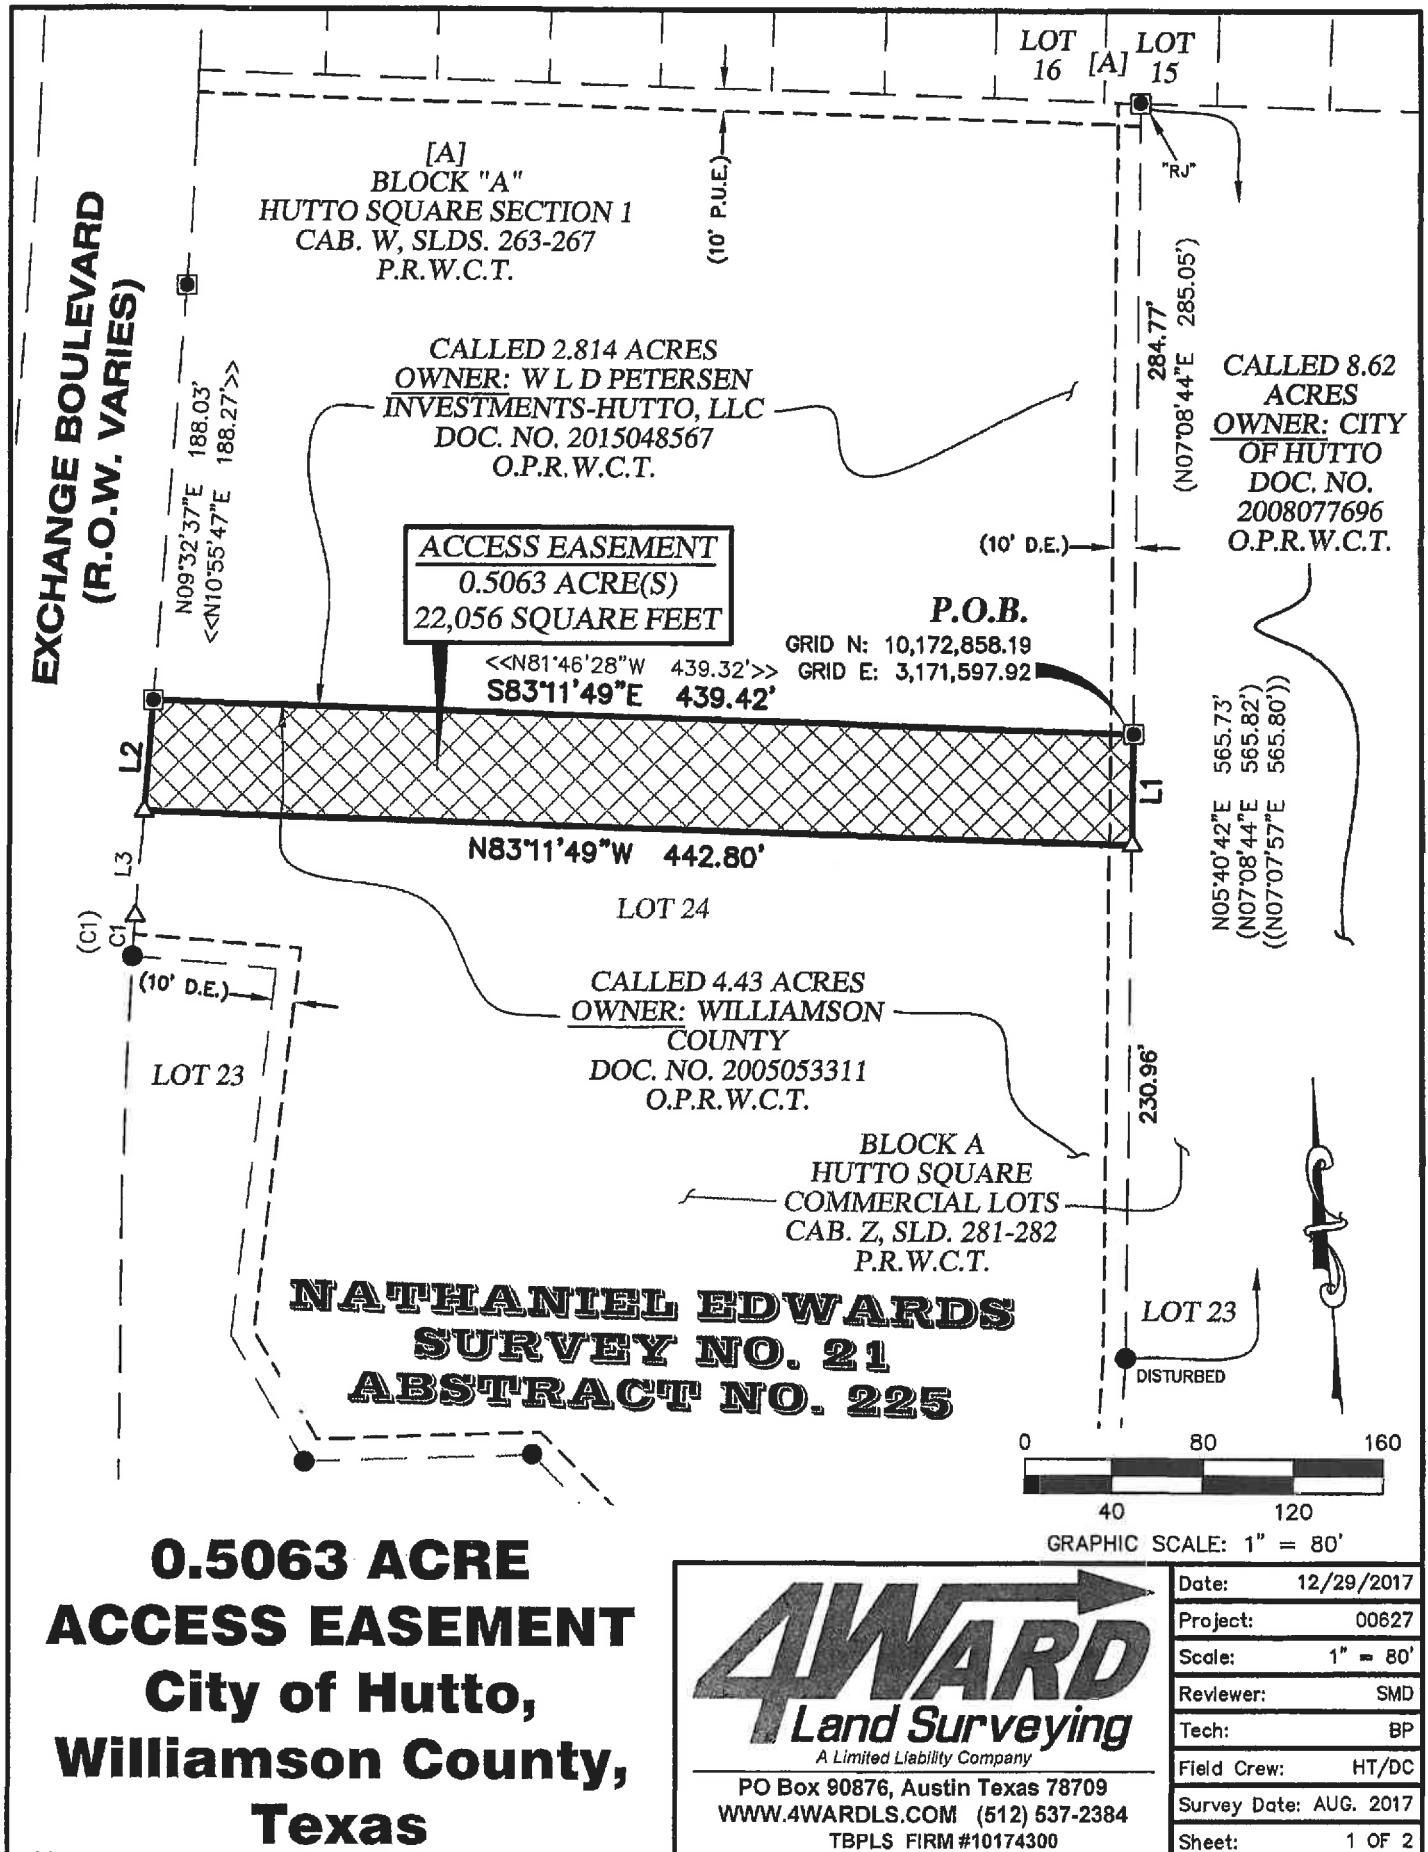 LOT
16
[A]
LOT
15
"RJ"
[A]
BLOCK "A"
HUTTO SQUARE SECTION 1
CAB. W, SLDS. 263-267
P.R.W.C.T.
(10' P.U.E.)
EXCHANGE BOULEVARD
(R.O.W. VARIES)
N09°32'37"E 188.03'
<<N10°55'47"E 188.27'>>
CALLED 2.814 ACRES
OWNER: W L D PETERSEN
INVESTMENTS-HUTTO, LLC
DOC. NO. 2015048567
O.P.R.W.C.T.
284.77'
(N07°08'44"E 285.05')
CALLED 8.62
ACRES
OWNER: CITY
OF HUTTO
DOC. NO.
2008077696
O.P.R.W.C.T.
ACCESS EASEMENT
0.5063 ACRE(S)
22,056 SQUARE FEET
(10' D.E.)
P.O.B.
GRID N: 10,172,858.19
GRID E: 3,171,597.92
<<N81°46'28"W 439.32'>>
S83°11'49"E 439.42'
L2
L1
N83°11'49"W 442.80'
N05°40'42"E 565.73'
(N07°08'44"E 565.82')
((N07°07'57"E 565.80'))
L3
(C1)
C1
LOT 24
(10' D.E.)
CALLED 4.43 ACRES
OWNER: WILLIAMSON
COUNTY
DOC. NO. 2005053311
O.P.R.W.C.T.
LOT 23
230.96'
BLOCK A
HUTTO SQUARE
COMMERCIAL LOTS
CAB. Z, SLD. 281-282
P.R.W.C.T.
NATHANIEL EDWARDS
SURVEY NO. 21
ABSTRACT NO. 225
LOT 23
DISTURBED
0 80 160
40 120
GRAPHIC SCALE: 1" = 80'
0.5063 ACRE
ACCESS EASEMENT
City of Hutto,
Williamson County,
Texas
4WARD
Land Surveying
A Limited Liability Company
PO Box 90876, Austin Texas 78709
WWW.4WARDLS.COM (512) 537-2384
TBPLS FIRM #10174300
Date: 12/29/2017
Project: 00627
Scale: 1" = 80'
Reviewer: SMD
Tech: BP
Field Crew: HT/DC
Survey Date: AUG. 2017
Sheet: 1 OF 2